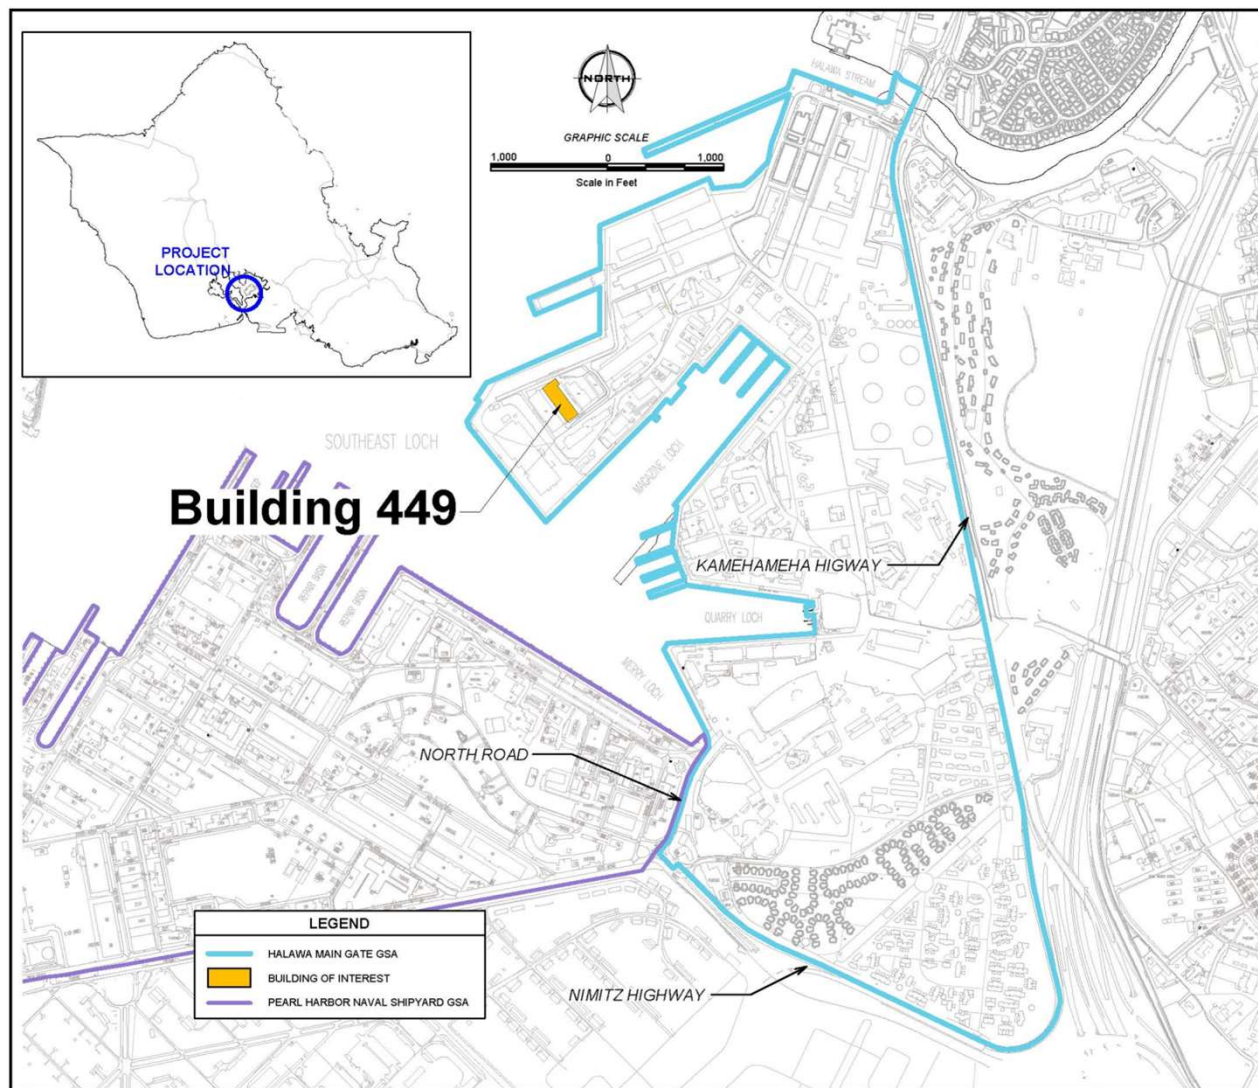 NORTH
GRAPHIC SCALE
1,000 0 1,000
Scale in Feet
HALAWA STREAM
PROJECT
LOCATION
SOUTHEAST LOCH
MAGAZINE LOCH
Building 449
KAMEHAMEHA HIGWAY
REPAIR BASIN
QUARRY LOCH
MERRY LOCH
NORTH ROAD
NIMITZ HIGHWAY
LEGEND
HALAWA MAIN GATE GSA
BUILDING OF INTEREST
PEARL HARBOR NAVAL SHIPYARD GSA